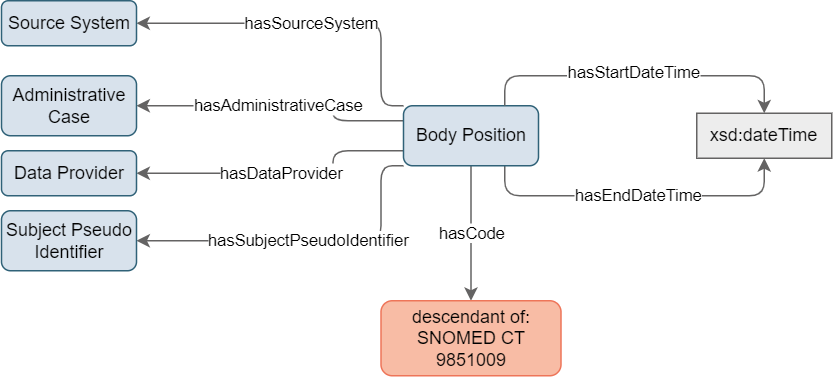 Source System
hasSourceSystem
Administrative
Case
hasAdministrativeCase
Data Provider
hasDataProvider
Subject Pseudo
Identifier
hasSubjectPseudoIdentifier
Body Position
hasStartDateTime
xsd:dateTime
hasEndDateTime
hasCode
descendant of:
SNOMED CT
9851009